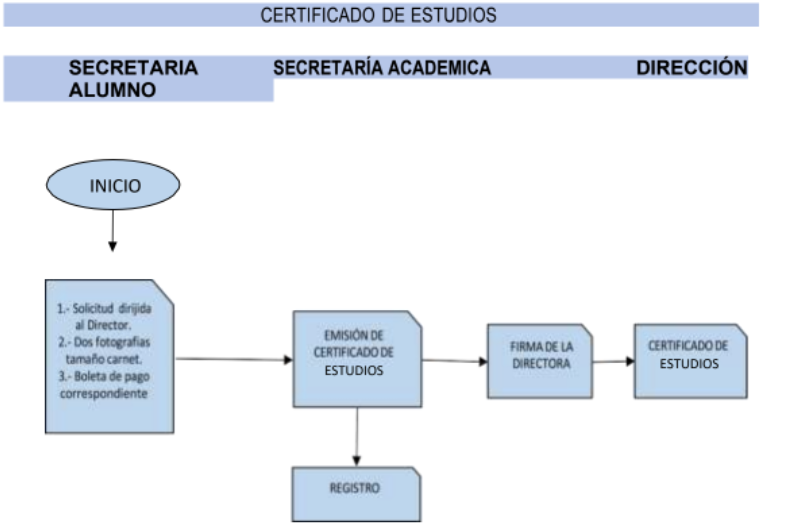 CERTIFICADO DE ESTUDIOS
SECRETARIA SECRETARÍA ACADEMICA DIRECCIÓN
ALUMNO
INICIO
1.- Solicitud dirijida
al Director.
2.- Dos fotografias
tamaño carnet.
3.- Boleta de pago
correspondiente
EMISIÓN DE
CERTIFICADO DE
ESTUDIOS
FIRMA DE LA
DIRECTORA
CERTIFICADO DE
ESTUDIOS
REGISTRO